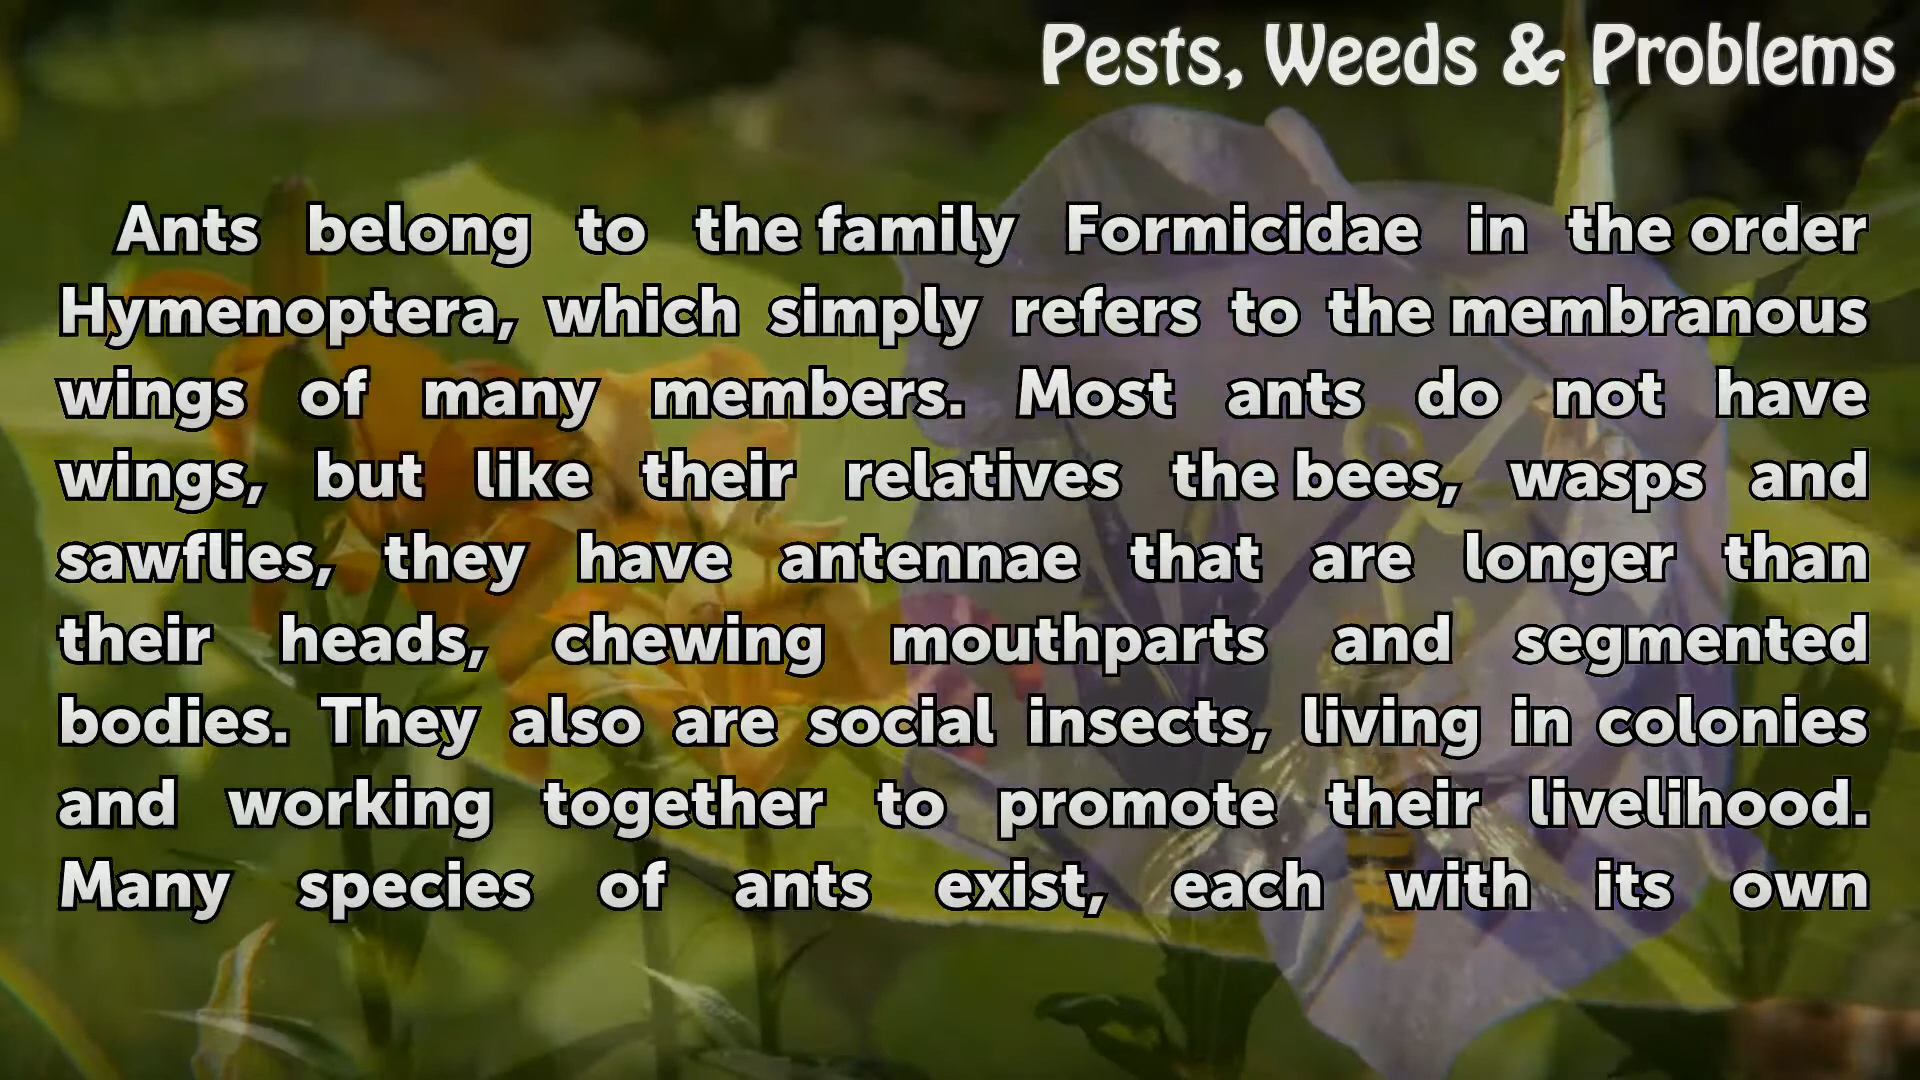 Pests, Weeds & Problems
Ants belong to the family Formicidae in the order
Hymenoptera, which simply refers to the membranous
wings of many members. Most ants do not have
wings, but like their relatives the bees, wasps and
sawflies, they have antennae that are longer than
their heads, chewing mouthparts and segmented
bodies. They also are social insects, living in colonies
and working together to promote their livelihood.
Many species of ants exist, each with its own